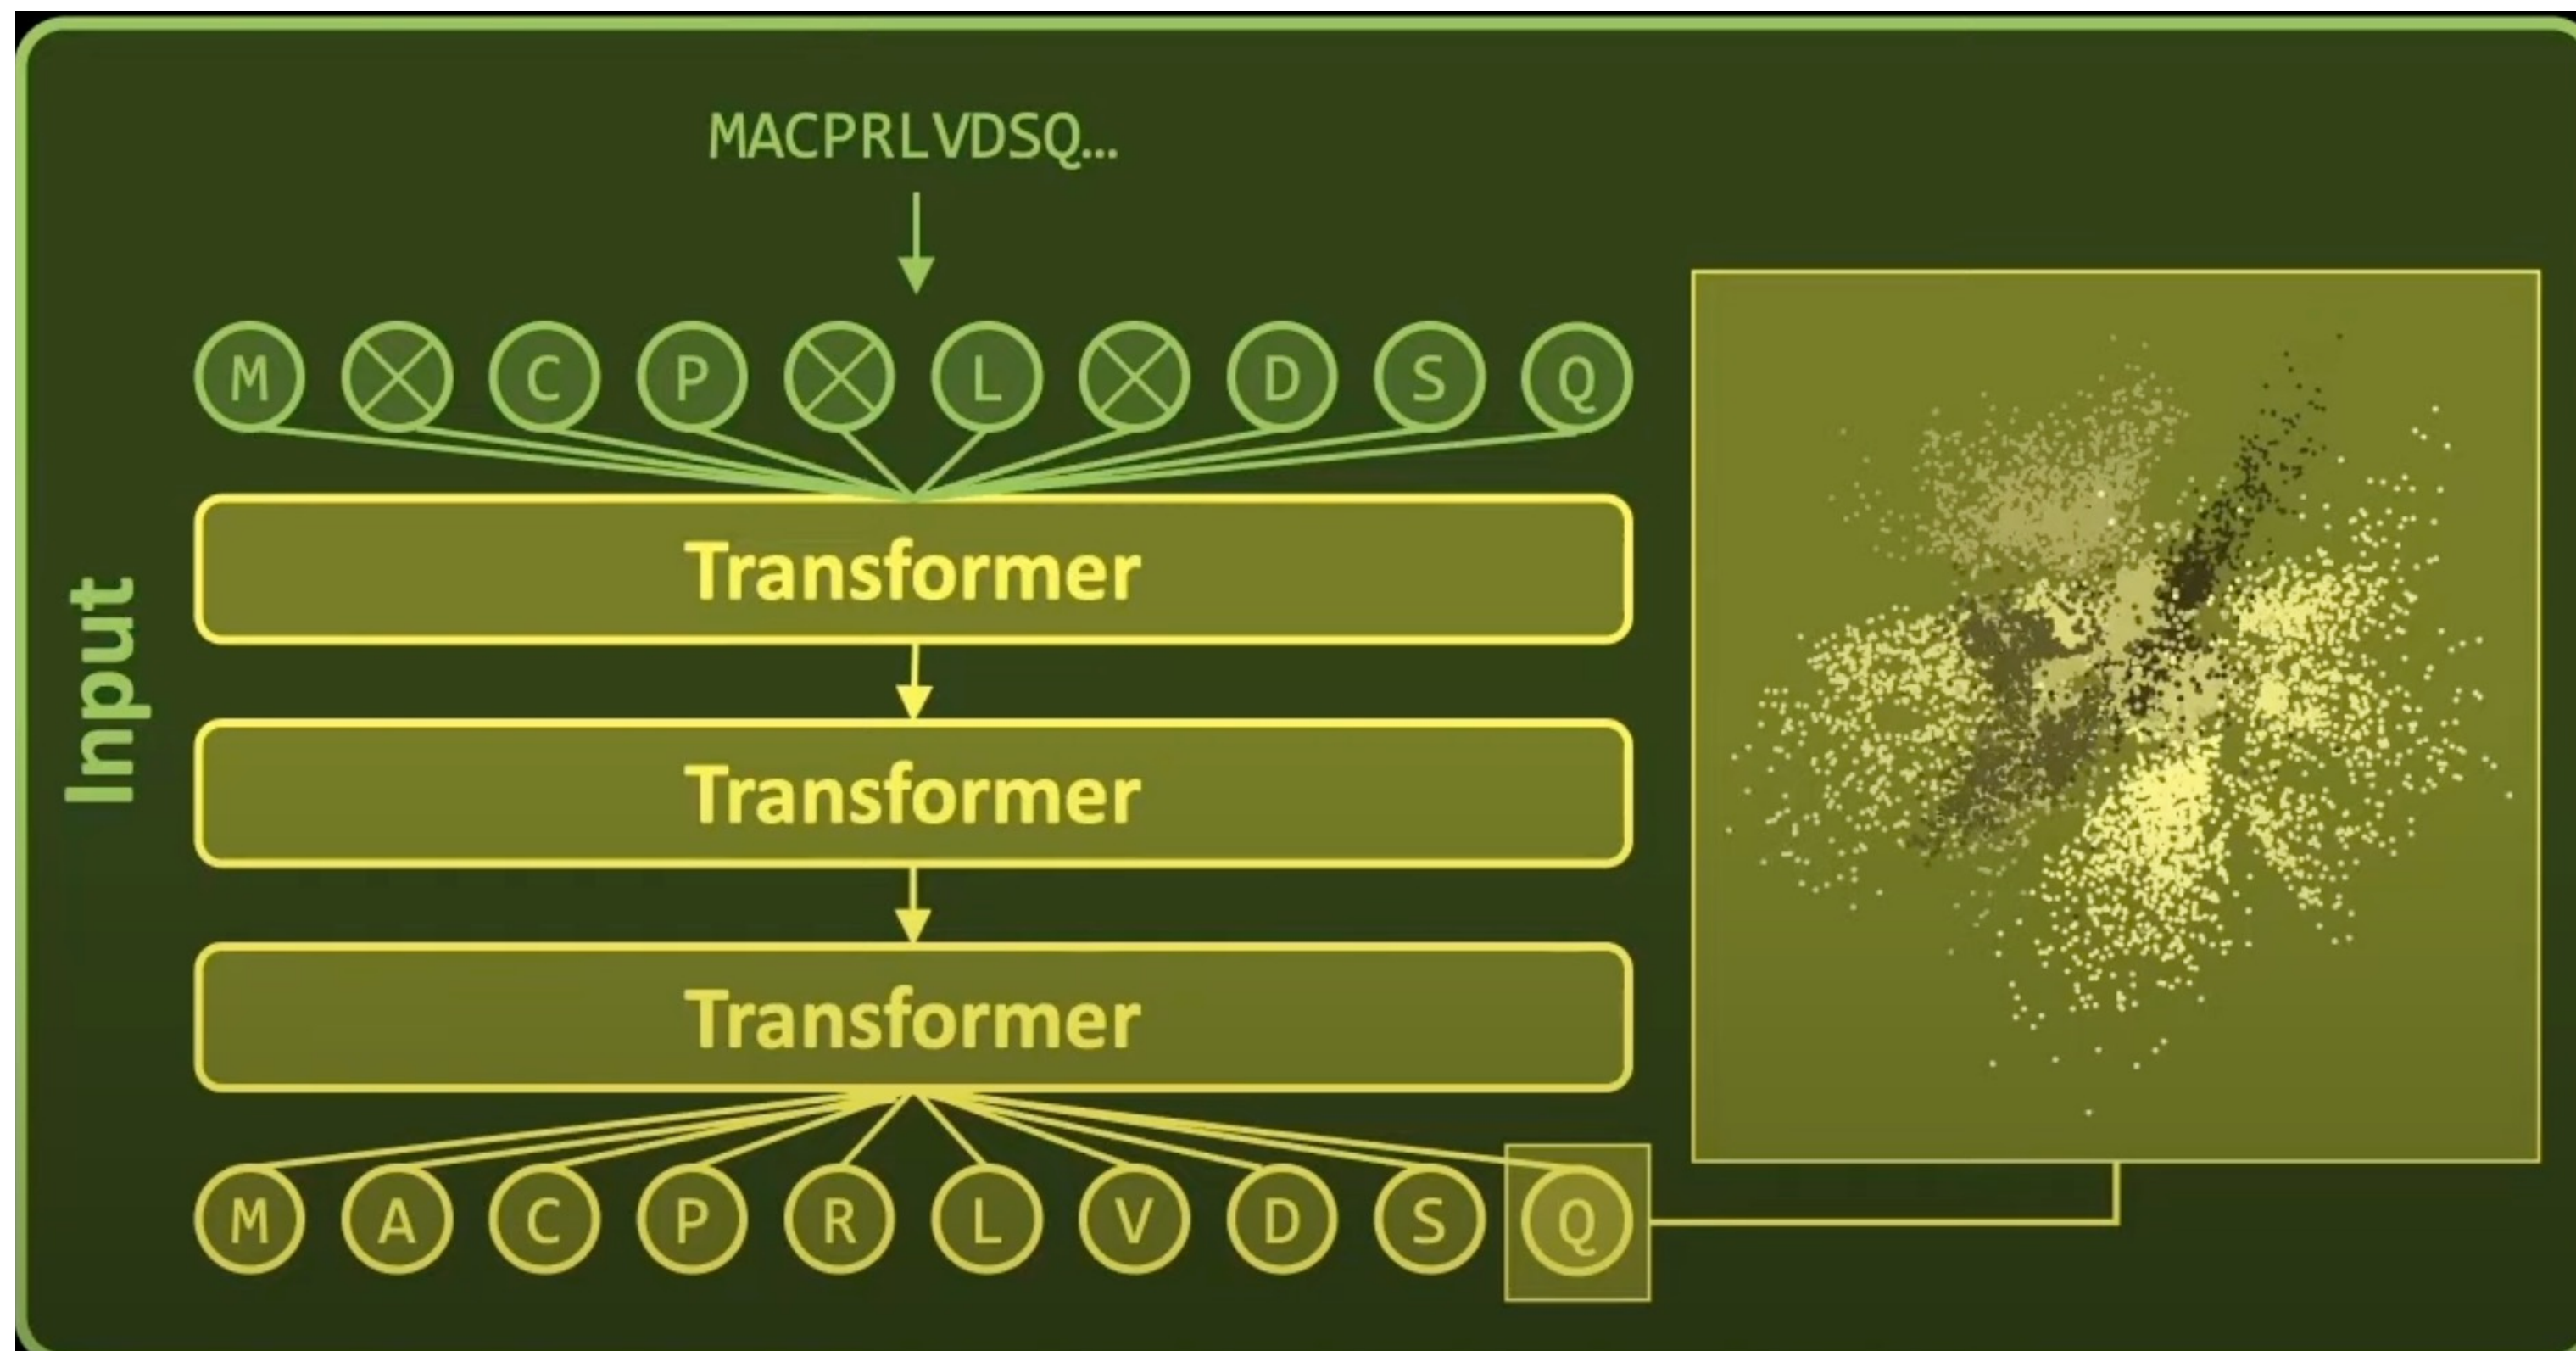 MACPRLVDSQ...
M C P L D S Q
Input
Transformer
Transformer
Transformer
M A C P R L V D S Q